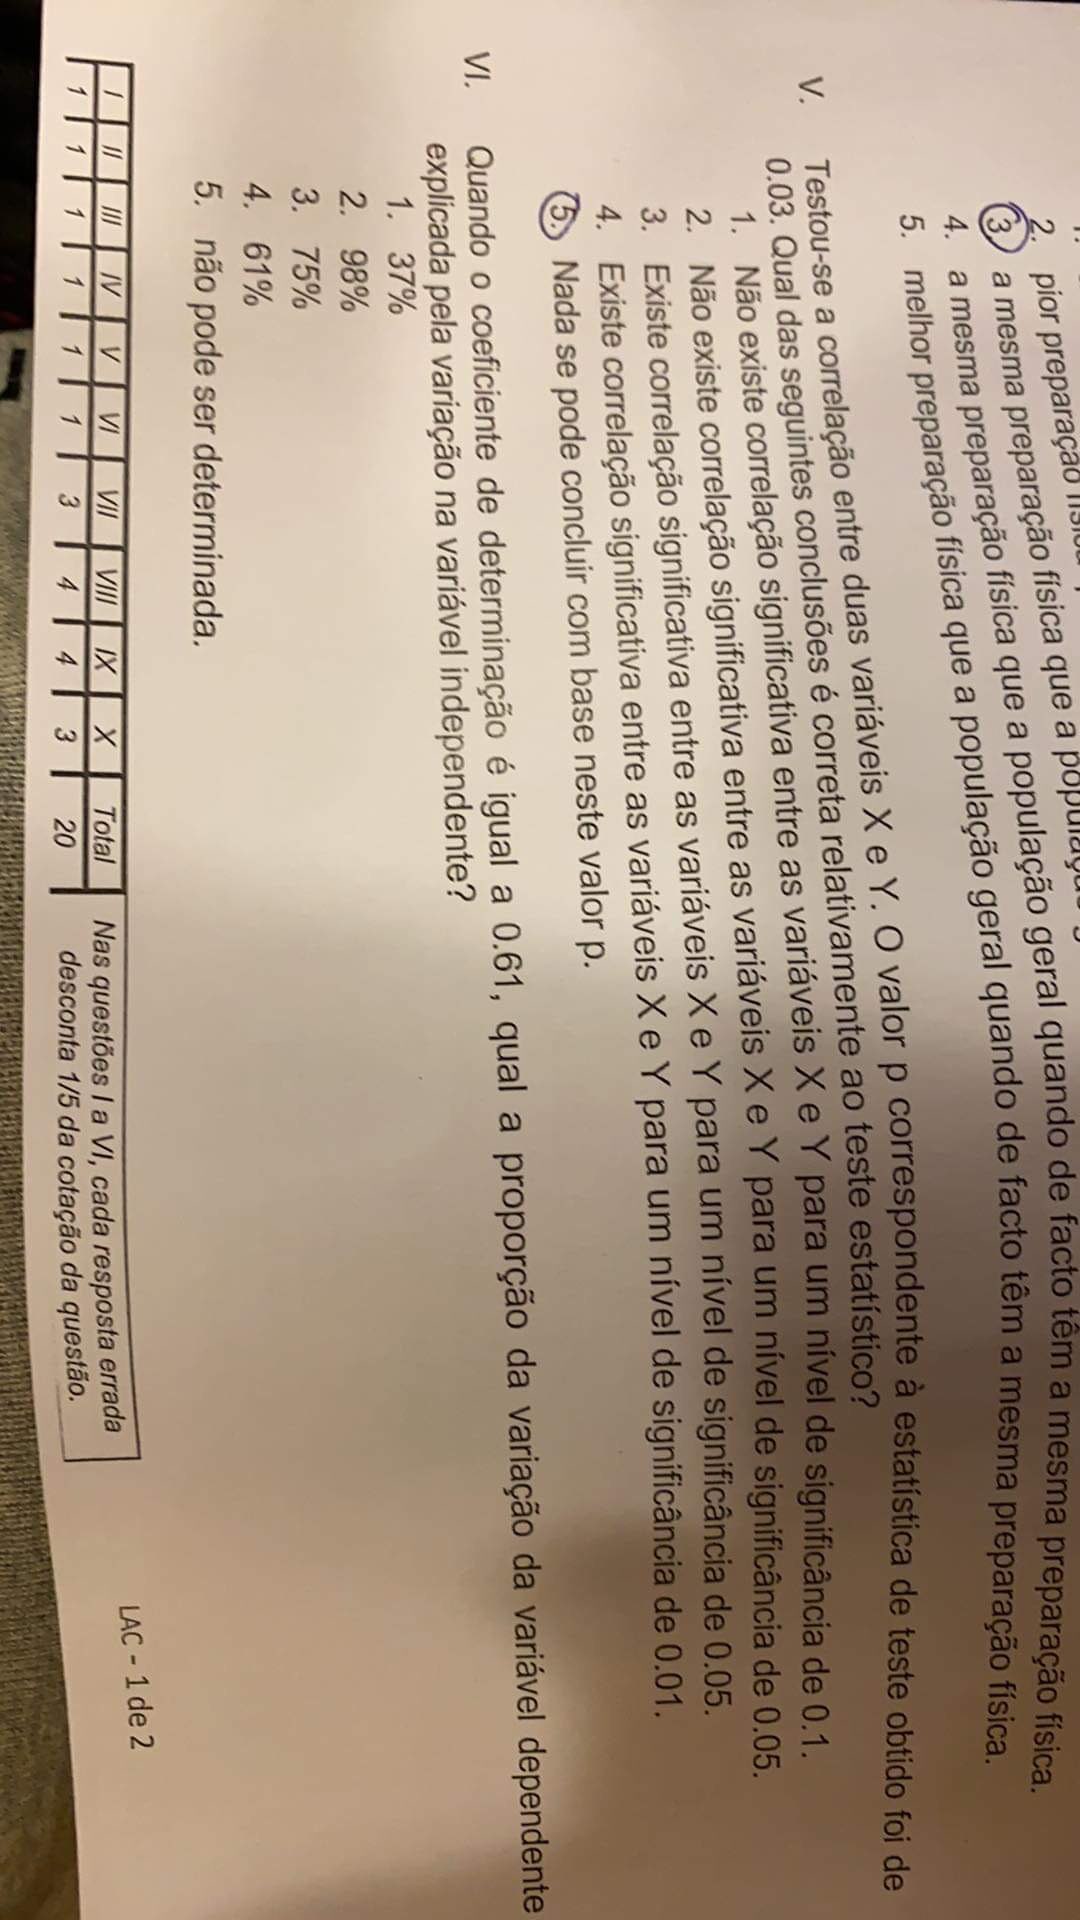 2. pior preparação
a mesma preparação física que a população geral quando de facto têm a mesma preparação física.
3. a mesma preparação física que a população geral quando de facto têm a mesma preparação física.
4. a mesma preparação física que a população geral quando de facto têm a mesma preparação física.
5. melhor preparação física que a população geral quando de facto têm a mesma preparação física.
V. Testou-se a correlação entre duas variáveis X e Y. O valor p correspondente à estatística de teste obtido foi de
0.03. Qual das seguintes conclusões é correta relativamente ao teste estatístico?
1. Não existe correlação significativa entre as variáveis X e Y para um nível de significância de 0.1.
2. Não existe correlação significativa entre as variáveis X e Y para um nível de significância de 0.05.
3. Existe correlação significativa entre as variáveis X e Y para um nível de significância de 0.05.
4. Existe correlação significativa entre as variáveis X e Y para um nível de significância de 0.01.
5. Nada se pode concluir com base neste valor p.
VI. Quando o coeficiente de determinação é igual a 0.61, qual a proporção da variação da variável dependente
explicada pela variação na variável independente?
1. 37%
2. 98%
3. 75%
4. 61%
5. não pode ser determinada.
I II III IV V VI VII VIII IX X Total
1 1 1 1 1 1 3 4 4 3 20
Nas questões I a VI, cada resposta errada
desconta 1/5 da cotação da questão.
LAC - 1 de 2